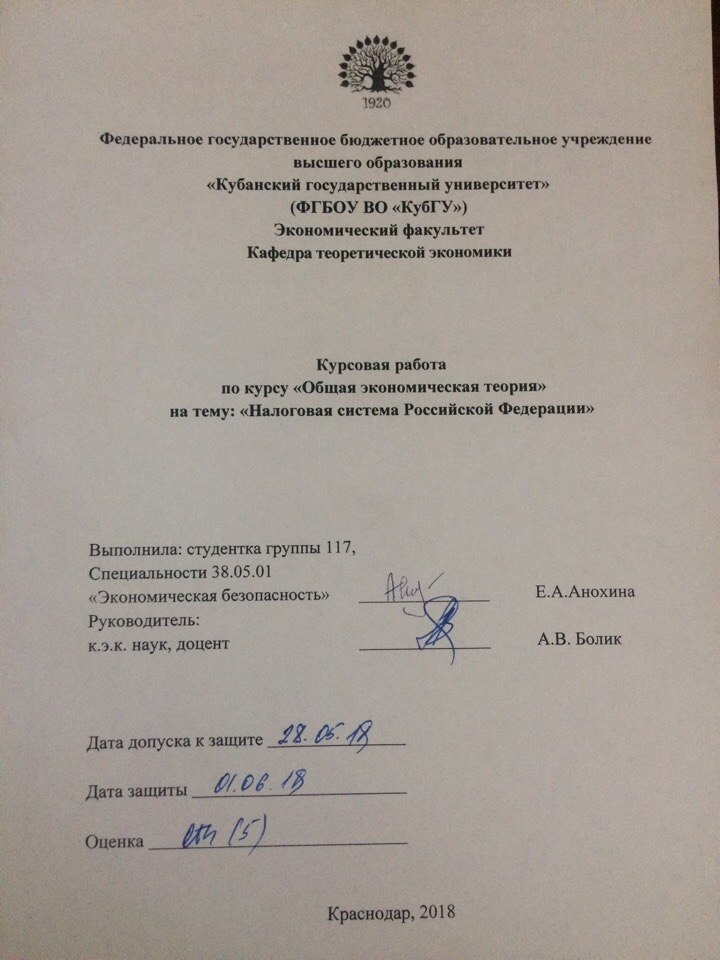 1920
Федеральное государственное бюджетное образовательное учреждение
высшего образования
«Кубанский государственный университет»
(ФГБОУ ВО «КубГУ»)
Экономический факультет
Кафедра теоретической экономики
Курсовая работа
по курсу «Общая экономическая теория»
на тему: «Налоговая система Российской Федерации»
Выполнила: студентка группы 117,
Специальности 38.05.01
«Экономическая безопасность» Е.А.Анохина
Руководитель:
к.э.к. наук, доцент А.В. Болик
Дата допуска к защите 28.05.18
Дата защиты 01.06.18
Оценка отл (5)
Краснодар, 2018